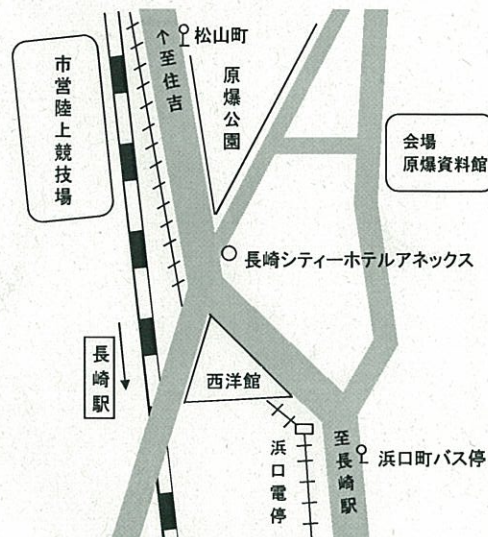 松山町
↑至住吉
原爆公園
市営陸上競技場
会場
原爆資料館
長崎シティーホテルアネックス
長崎駅
西洋館
浜口電停
至長崎駅
浜口町バス停